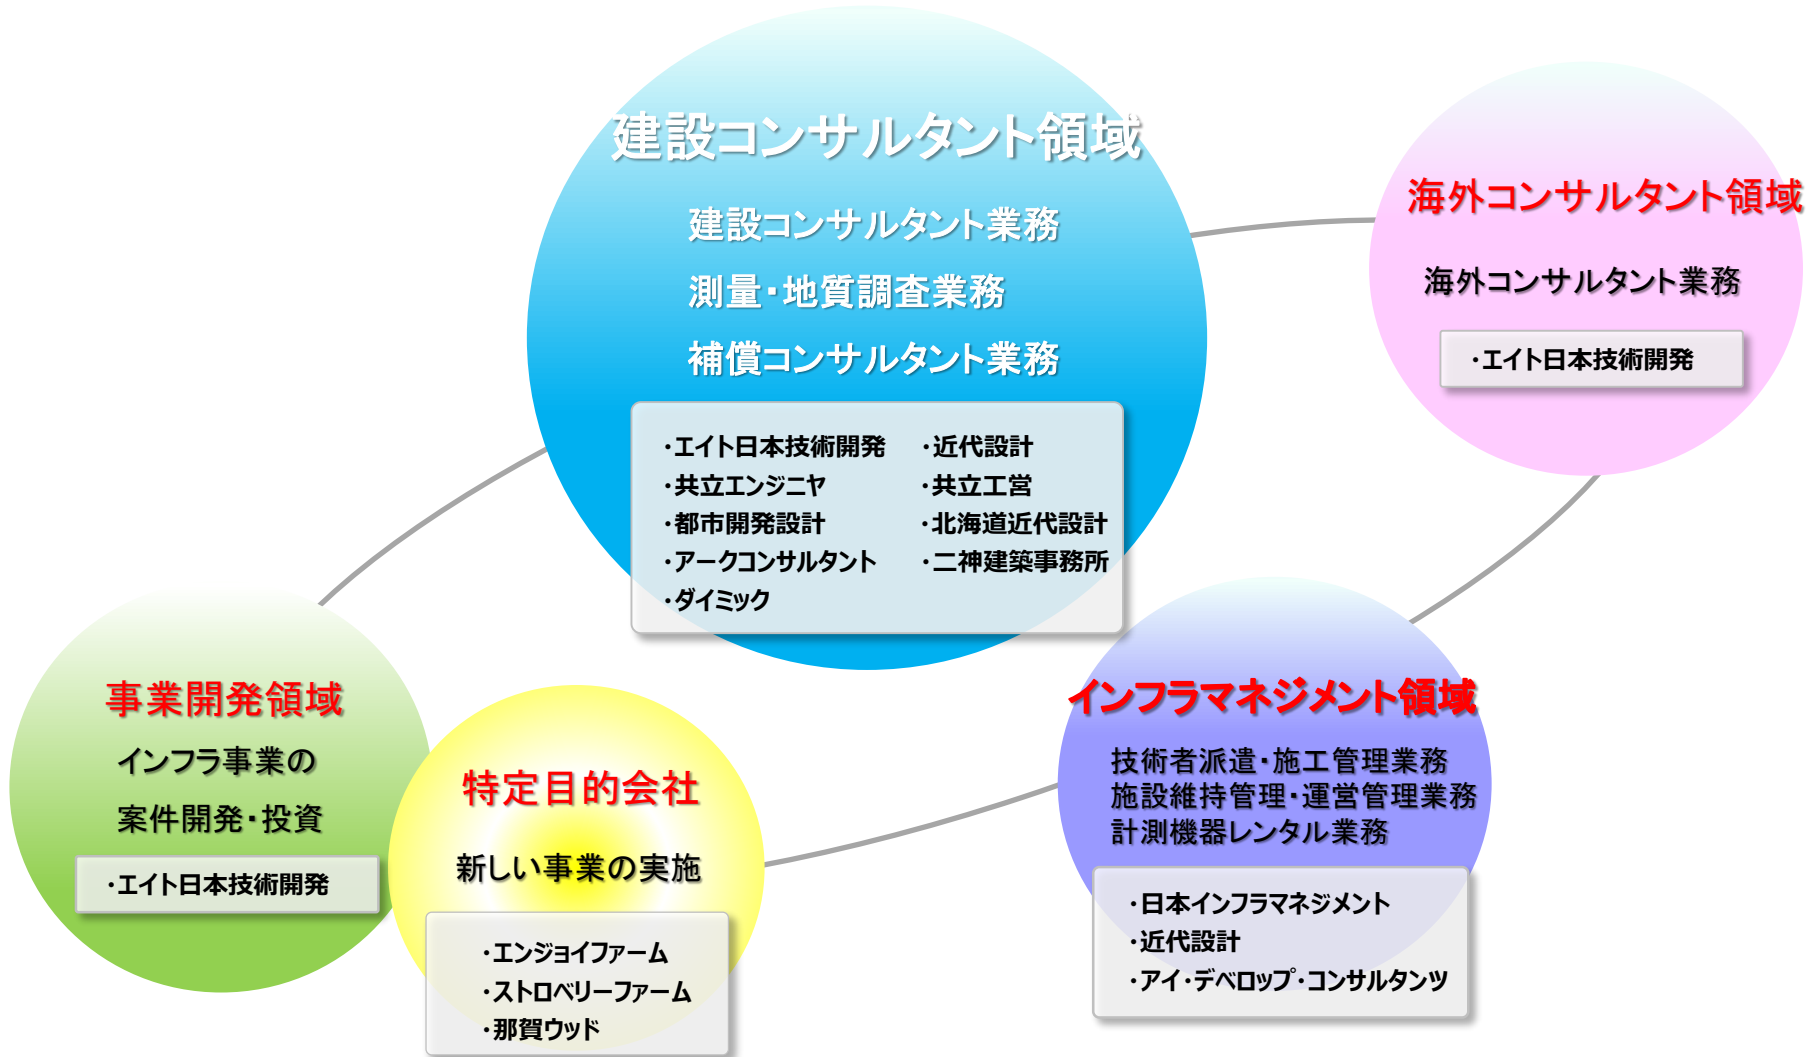 建設コンサルタント領域
建設コンサルタント業務
測量・地質調査業務
補償コンサルタント業務
・エイト日本技術開発
・共立エンジニヤ
・都市開発設計
・アークコンサルタント
・ダイミック
・近代設計
・共立工営
・北海道近代設計
・二神建築事務所
海外コンサルタント領域
海外コンサルタント業務
・エイト日本技術開発
事業開発領域
インフラ事業の
案件開発・投資
・エイト日本技術開発
特定目的会社
新しい事業の実施
・エンジョイファーム
・ストロベリーファーム
・那賀ウッド
インフラマネジメント領域
技術者派遣・施工管理業務
施設維持管理・運営管理業務
計測機器レンタル業務
・日本インフラマネジメント
・近代設計
・アイ・デベロップ・コンサルタンツ